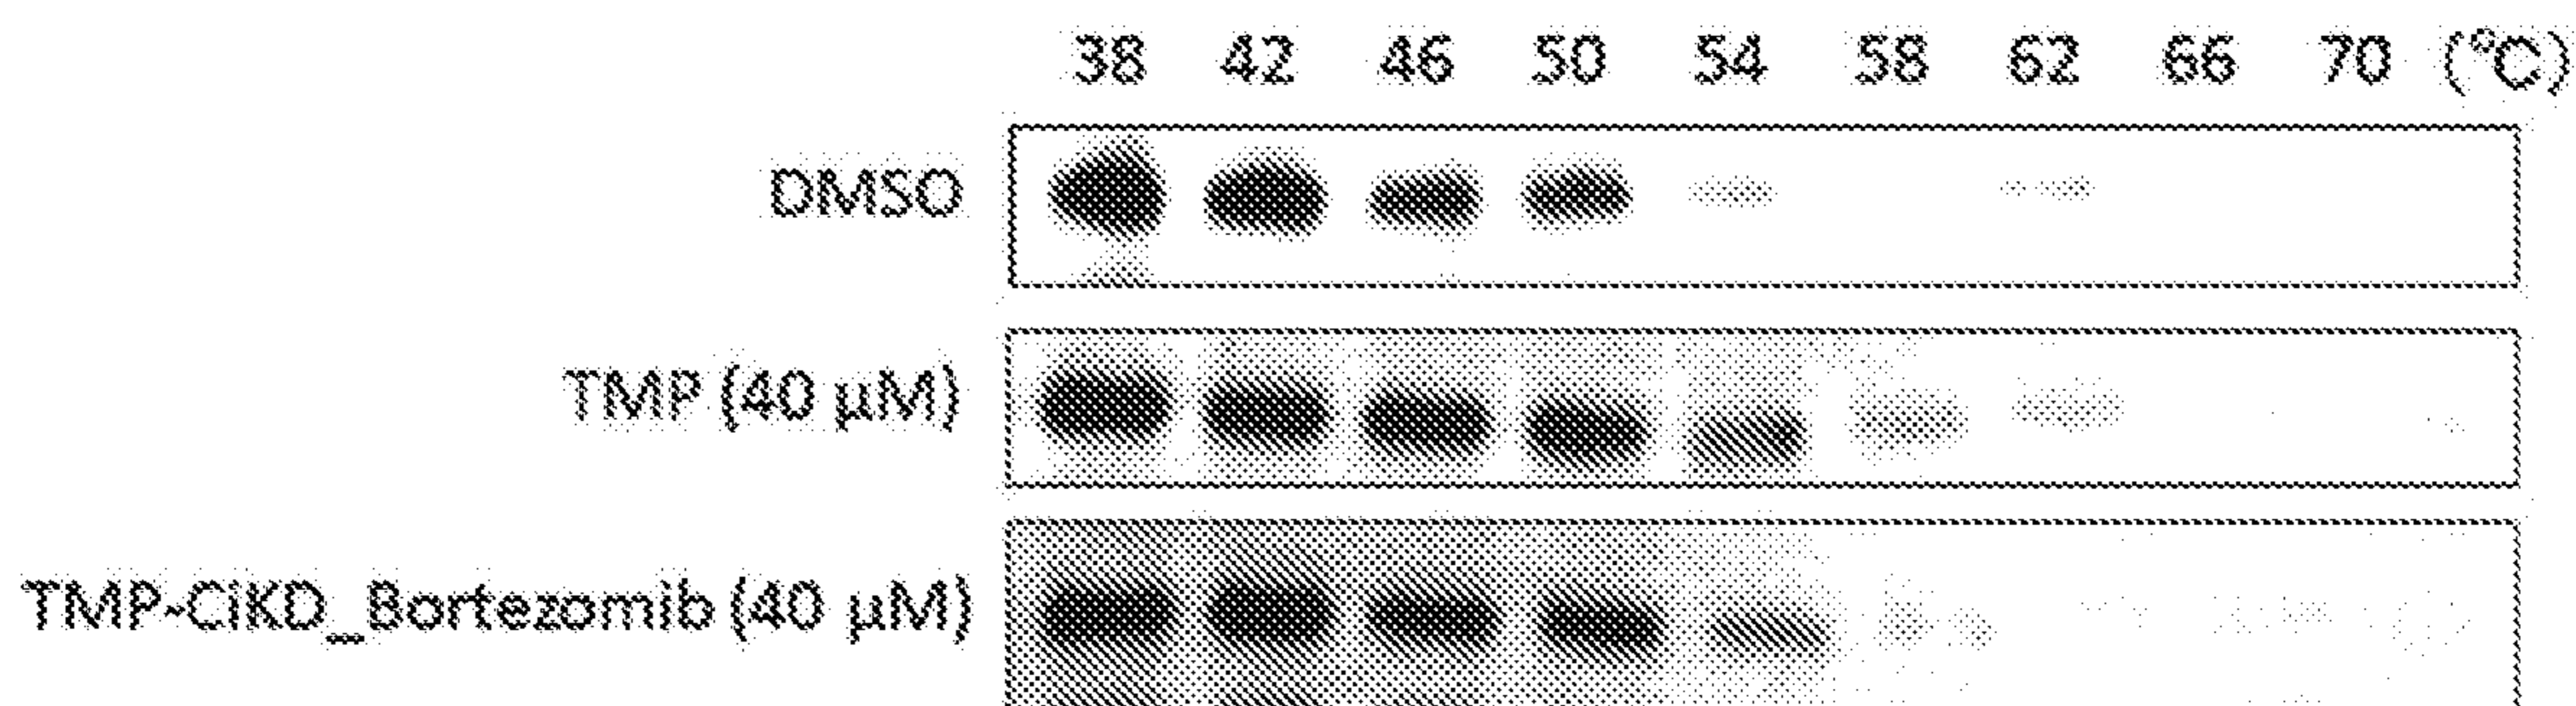 38 42 46 50 54 58 62 66 70 (°C)
DMSO
TMP (40 µM)
TMP-CiKD_Bortezomib (40 µM)